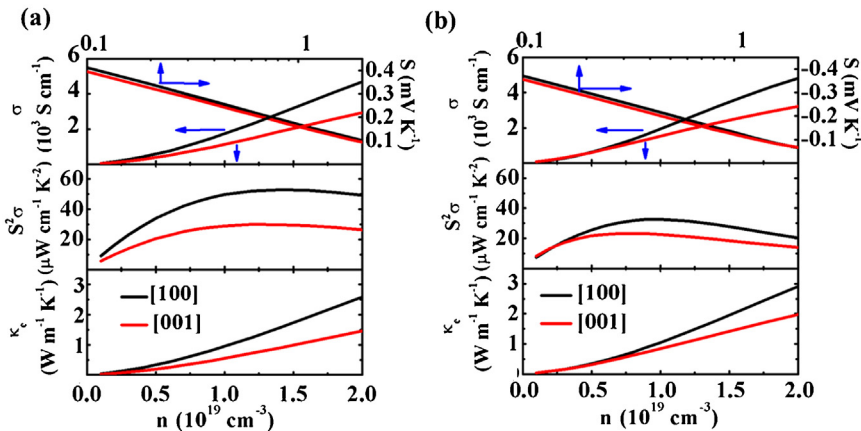 (a)
0.1 1
6
4
2
σ
(10³ S cm⁻¹)
0.4
0.3
0.2
0.1
S (mV K⁻¹)
60
40
20
S²σ
(μW cm⁻¹ K⁻²)
3
2
1
κe
(W m⁻¹ K⁻¹)
[100]
[001]
0.0 0.5 1.0 1.5 2.0
n (10¹⁹ cm⁻³)
(b)
0.1 1
6
4
2
σ
(10³ S cm⁻¹)
−0.4
−0.3
−0.2
−0.1
S (mV K⁻¹)
60
40
20
S²σ
(μW cm⁻¹ K⁻²)
3
2
1
κe
(W m⁻¹ K⁻¹)
[100]
[001]
0.0 0.5 1.0 1.5 2.0
n (10¹⁹ cm⁻³)